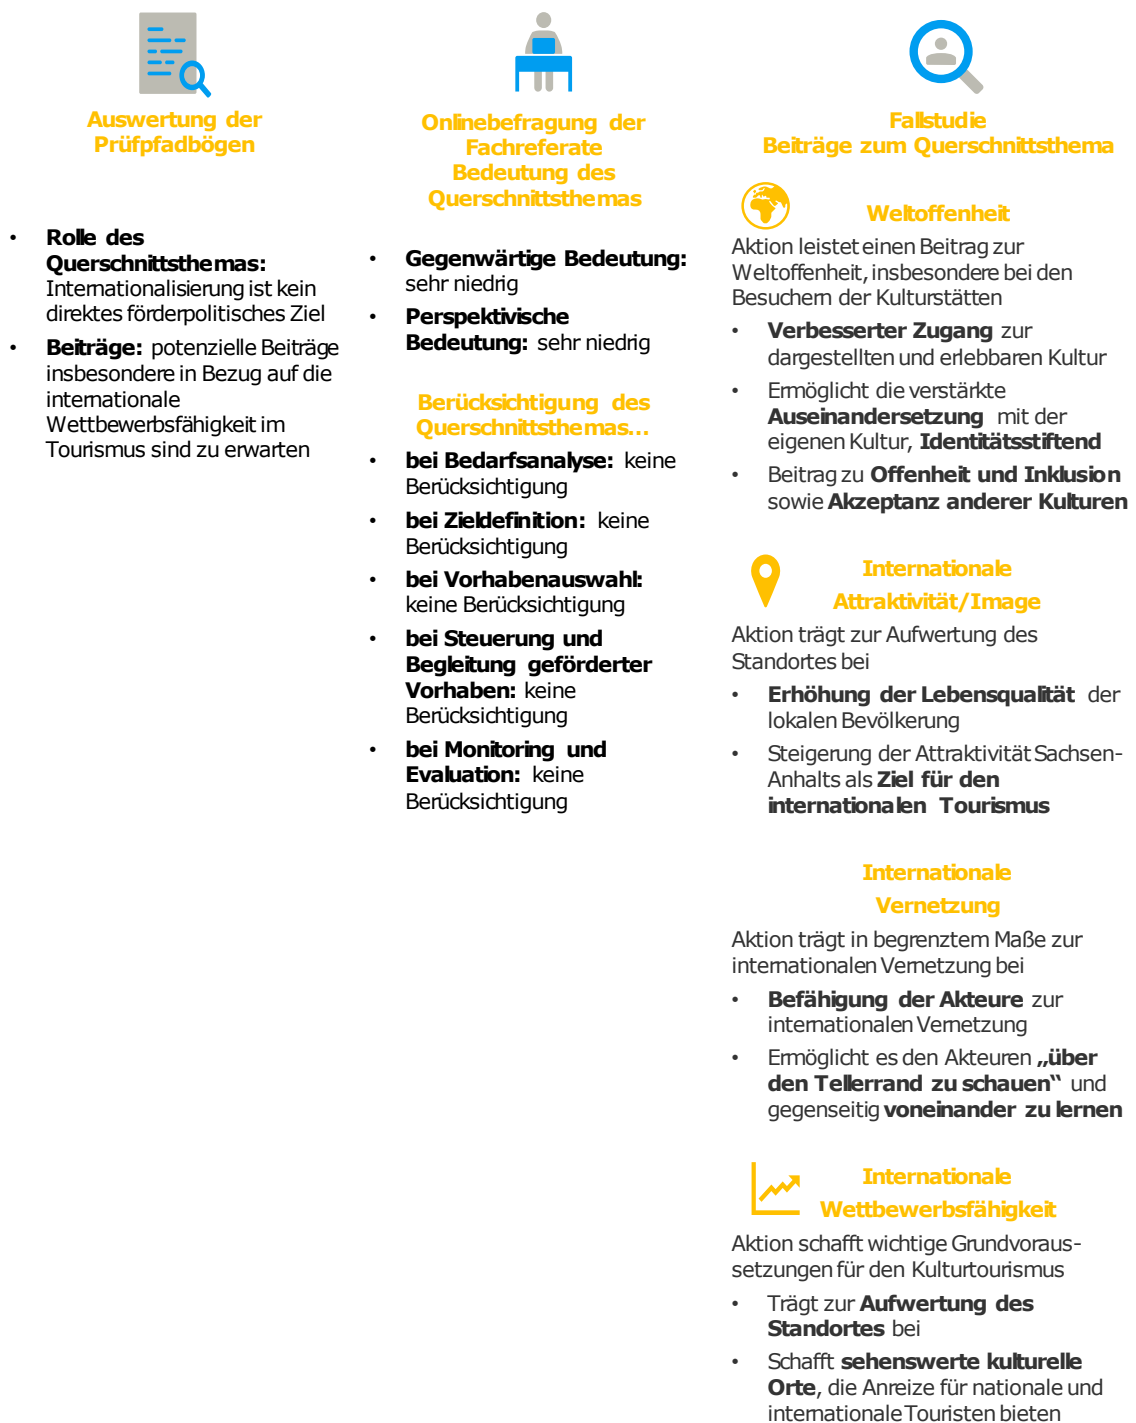 Auswertung der
Prüfpfadbögen
• Rolle des
Querschnittsthemas:
Internationalisierung ist kein
direktes förderpolitisches Ziel
• Beiträge: potenzielle Beiträge
insbesondere in Bezug auf die
internationale
Wettbewerbsfähigkeit im
Tourismus sind zu erwarten
Onlinebefragung der
Fachreferate
Bedeutung des
Querschnittsthemas
• Gegenwärtige Bedeutung:
sehr niedrig
• Perspektivische
Bedeutung: sehr niedrig
Berücksichtigung des
Querschnittsthemas...
• bei Bedarfsanalyse: keine
Berücksichtigung
• bei Zieldefinition: keine
Berücksichtigung
• bei Vorhabenauswahl:
keine Berücksichtigung
• bei Steuerung und
Begleitung geförderter
Vorhaben: keine
Berücksichtigung
• bei Monitoring und
Evaluation: keine
Berücksichtigung
Fallstudie
Beiträge zum Querschnittsthema
Weltoffenheit
Aktion leistet einen Beitrag zur
Weltoffenheit, insbesondere bei den
Besuchern der Kulturstätten
• Verbesserter Zugang zur
dargestellten und erlebbaren Kultur
• Ermöglicht die verstärkte
Auseinandersetzung mit der
eigenen Kultur, Identitätsstiftend
• Beitrag zu Offenheit und Inklusion
sowie Akzeptanz anderer Kulturen
Internationale
Attraktivität/Image
Aktion trägt zur Aufwertung des
Standortes bei
• Erhöhung der Lebensqualität der
lokalen Bevölkerung
• Steigerung der Attraktivität Sachsen-
Anhalts als Ziel für den
internationalen Tourismus
Internationale
Vernetzung
Aktion trägt in begrenztem Maße zur
internationalen Vernetzung bei
• Befähigung der Akteure zur
internationalen Vernetzung
• Ermöglicht es den Akteuren „über
den Tellerrand zu schauen“ und
gegenseitig voneinander zu lernen
Internationale
Wettbewerbsfähigkeit
Aktion schafft wichtige Grundvoraus-
setzungen für den Kulturtourismus
• Trägt zur Aufwertung des
Standortes bei
• Schafft sehenswerte kulturelle
Orte, die Anreize für nationale und
internationale Touristen bieten